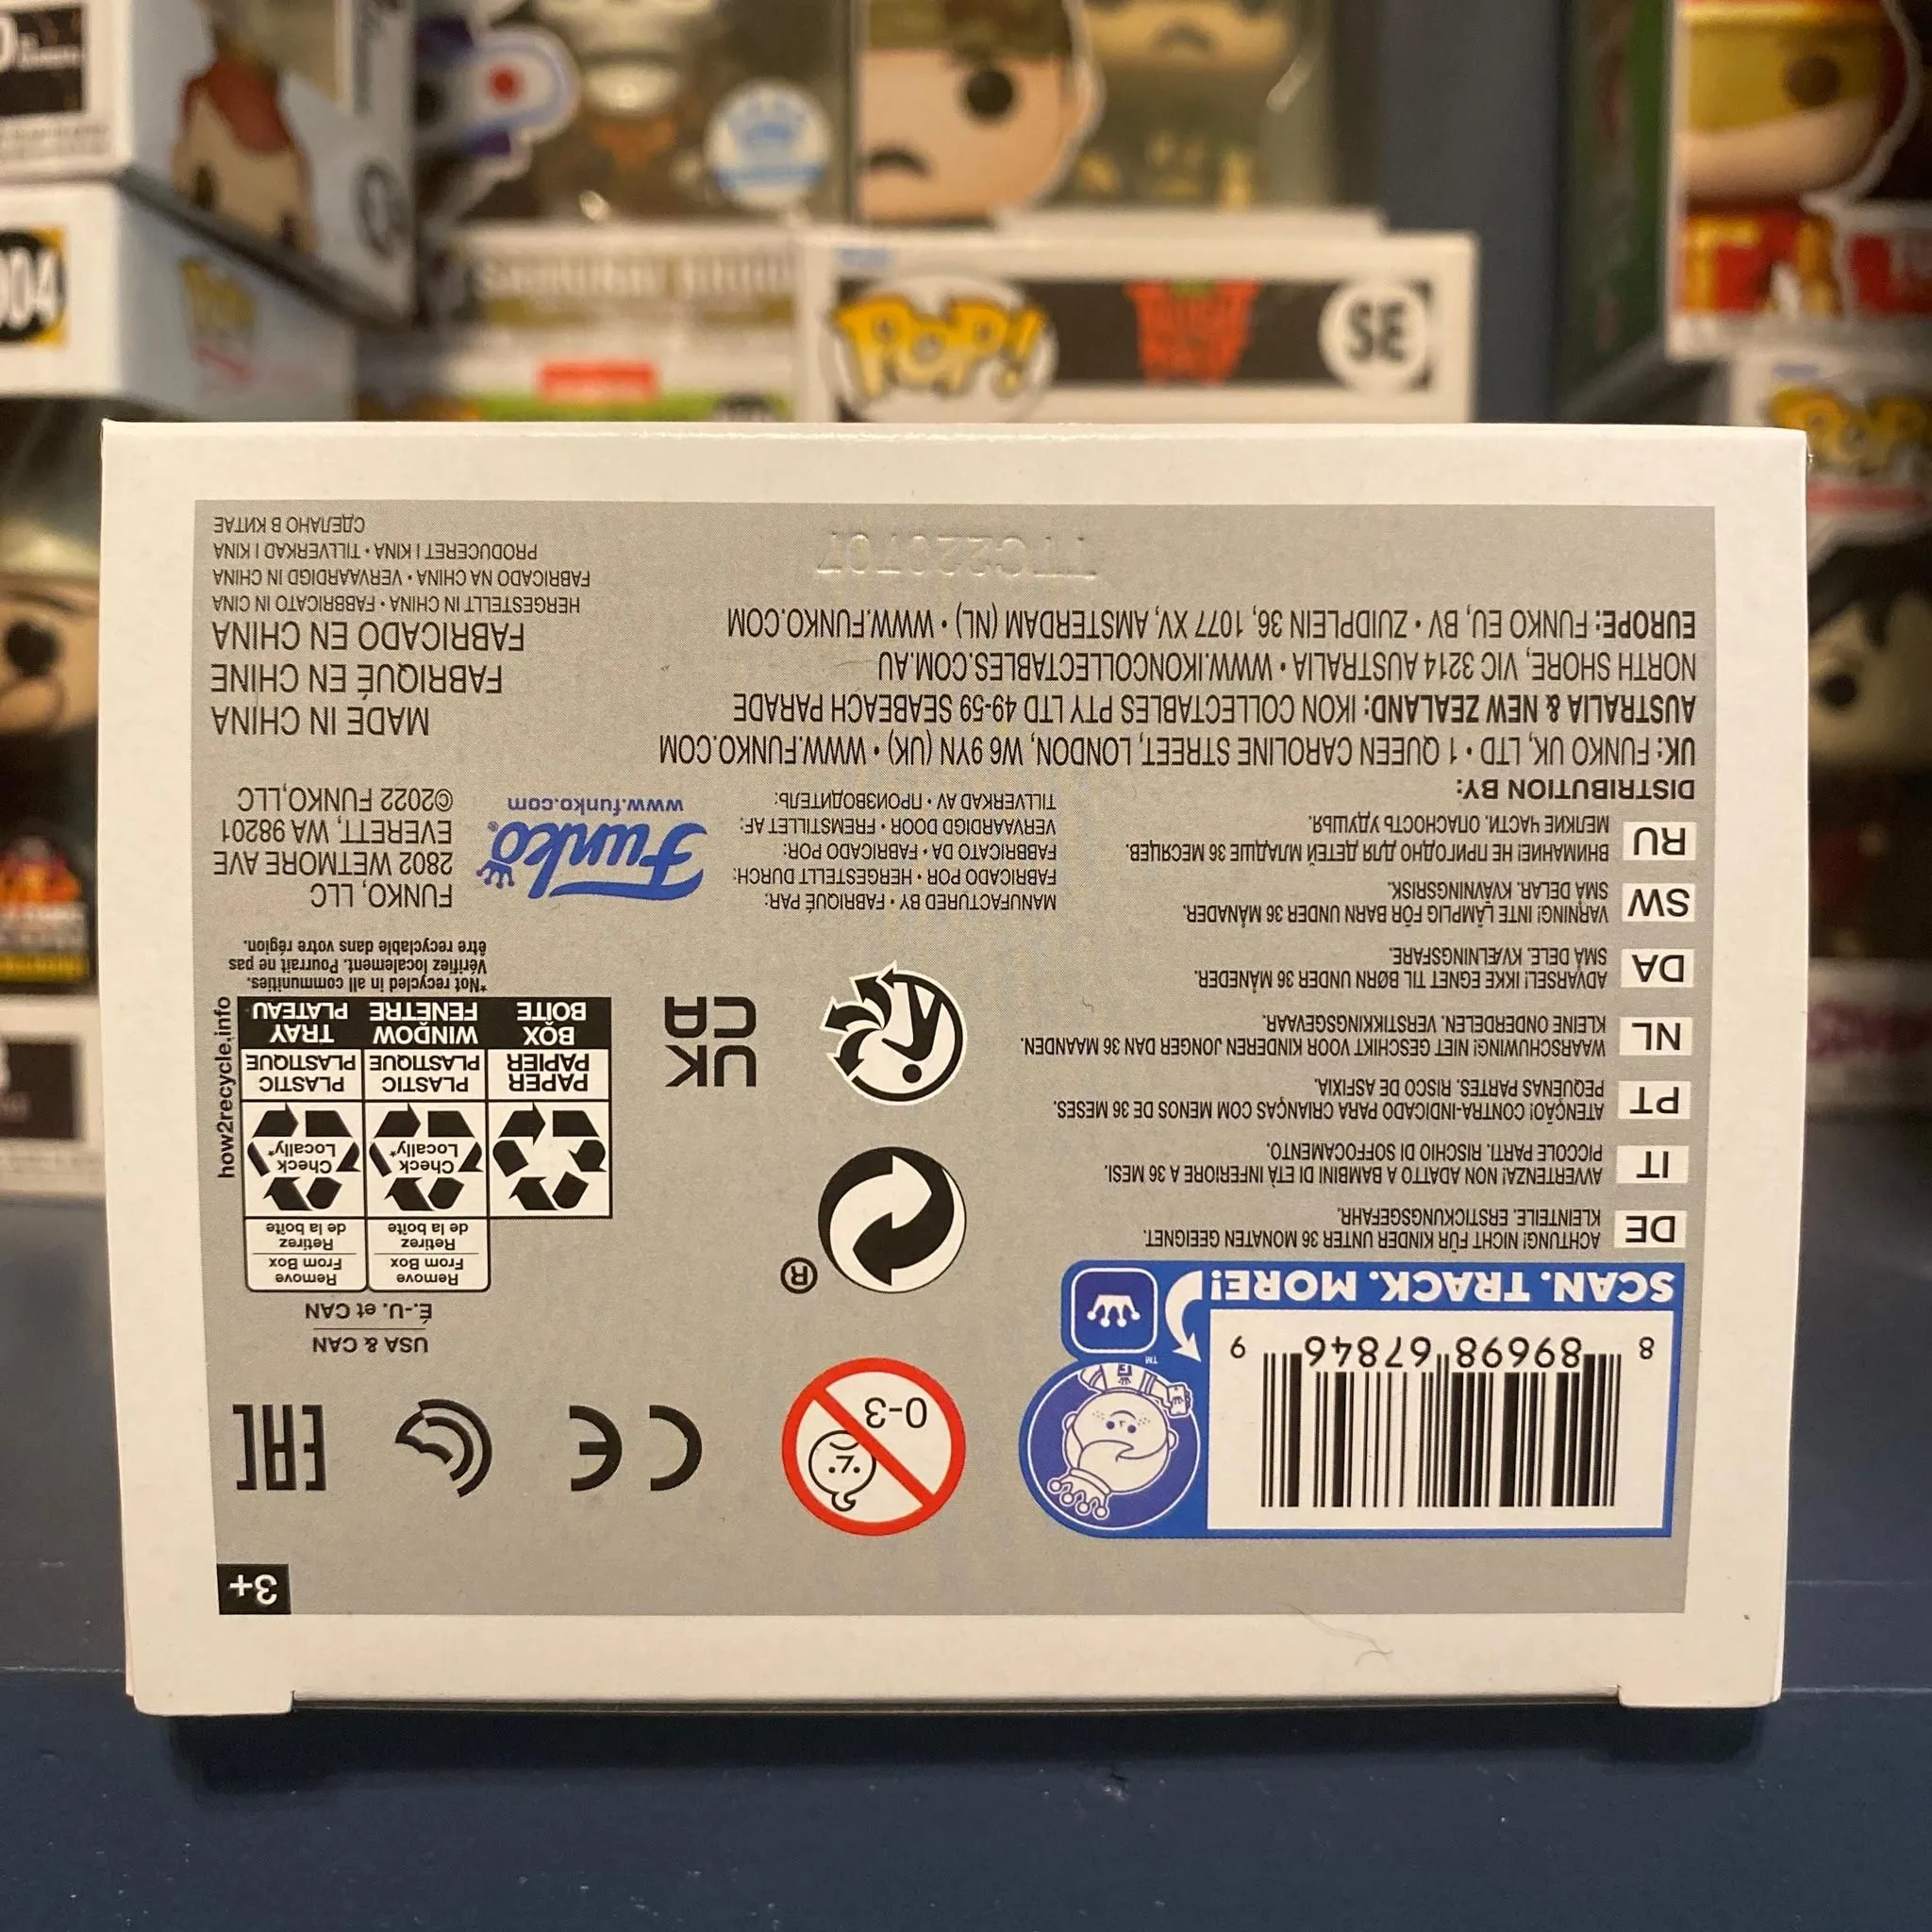 POP!
SE
3+
8 89698 67846 9
SCAN. TRACK. MORE!
TM
0-3
CE
EAC
USA & CAN
É.-U. et CAN
Remove
From Box
Retirez
de la boîte
Remove
From Box
Retirez
de la boîte
Check
Locally*
Check
Locally*
PAPER
PAPIER
PLASTIC
PLASTIQUE
PLASTIC
PLASTIQUE
BOX
BOÎTE
WINDOW
FENÊTRE
TRAY
PLATEAU
how2recycle.info
*Not recycled in all communities.
Vérifiez localement. Pourrait ne pas
être recyclable dans votre région.
®
UK
CA
DE
ACHTUNG! NICHT FÜR KINDER UNTER 36 MONATEN GEEIGNET.
KLEINTEILE. ERSTICKUNGSGEFAHR.
IT
AVVERTENZA! NON ADATTO A BAMBINI DI ETÀ INFERIORE A 36 MESI.
PICCOLE PARTI. RISCHIO DI SOFFOCAMENTO.
PT
ATENÇÃO! CONTRA-INDICADO PARA CRIANÇAS COM MENOS DE 36 MESES.
PEQUENAS PARTES. RISCO DE ASFIXIA.
NL
WAARSCHUWING! NIET GESCHIKT VOOR KINDEREN JONGER DAN 36 MAANDEN.
KLEINE ONDERDELEN. VERSTIKKINGSGEVAAR.
DA
ADVARSEL! IKKE EGNET TIL BØRN UNDER 36 MÅNEDER.
SMÅ DELE. KVÆLNINGSFARE.
SW
VARNING! INTE LÄMPLIG FÖR BARN UNDER 36 MÅNADER.
SMÅ DELAR. KVÄVNINGSRISK.
RU
ВНИМАНИЕ! НЕ ПРИГОДНО ДЛЯ ДЕТЕЙ МЛАДШЕ 36 МЕСЯЦЕВ.
МЕЛКИЕ ЧАСТИ. ОПАСНОСТЬ УДУШЬЯ.
MANUFACTURED BY • FABRIQUÉ PAR:
FABRICADO POR • HERGESTELLT DURCH:
FABBRICATO DA • FABRICADO POR:
VERVAARDIGD DOOR • FREMSTILLET AF:
TILLVERKAD AV • ПРОИЗВОДИТЕЛЬ:
Funko®
www.funko.com
FUNKO, LLC
2802 WETMORE AVE
EVERETT, WA 98201
©2022 FUNKO,LLC
DISTRIBUTION BY:
UK: FUNKO UK, LTD • 1 QUEEN CAROLINE STREET, LONDON, W6 9YN (UK) • WWW.FUNKO.COM
AUSTRALIA & NEW ZEALAND: IKON COLLECTABLES PTY LTD 49-59 SEABEACH PARADE
NORTH SHORE, VIC 3214 AUSTRALIA • WWW.IKONCOLLECTABLES.COM.AU
EUROPE: FUNKO EU, BV • ZUIDPLEIN 36, 1077 XV, AMSTERDAM (NL) • WWW.FUNKO.COM
MADE IN CHINA
FABRIQUÉ EN CHINE
FABRICADO EN CHINA
HERGESTELLT IN CHINA • FABBRICATO IN CINA
FABRICADO NA CHINA • VERVAARDIGD IN CHINA
PRODUCERET I KINA • TILLVERKAD I KINA
СДЕЛАНО В КИТАЕ